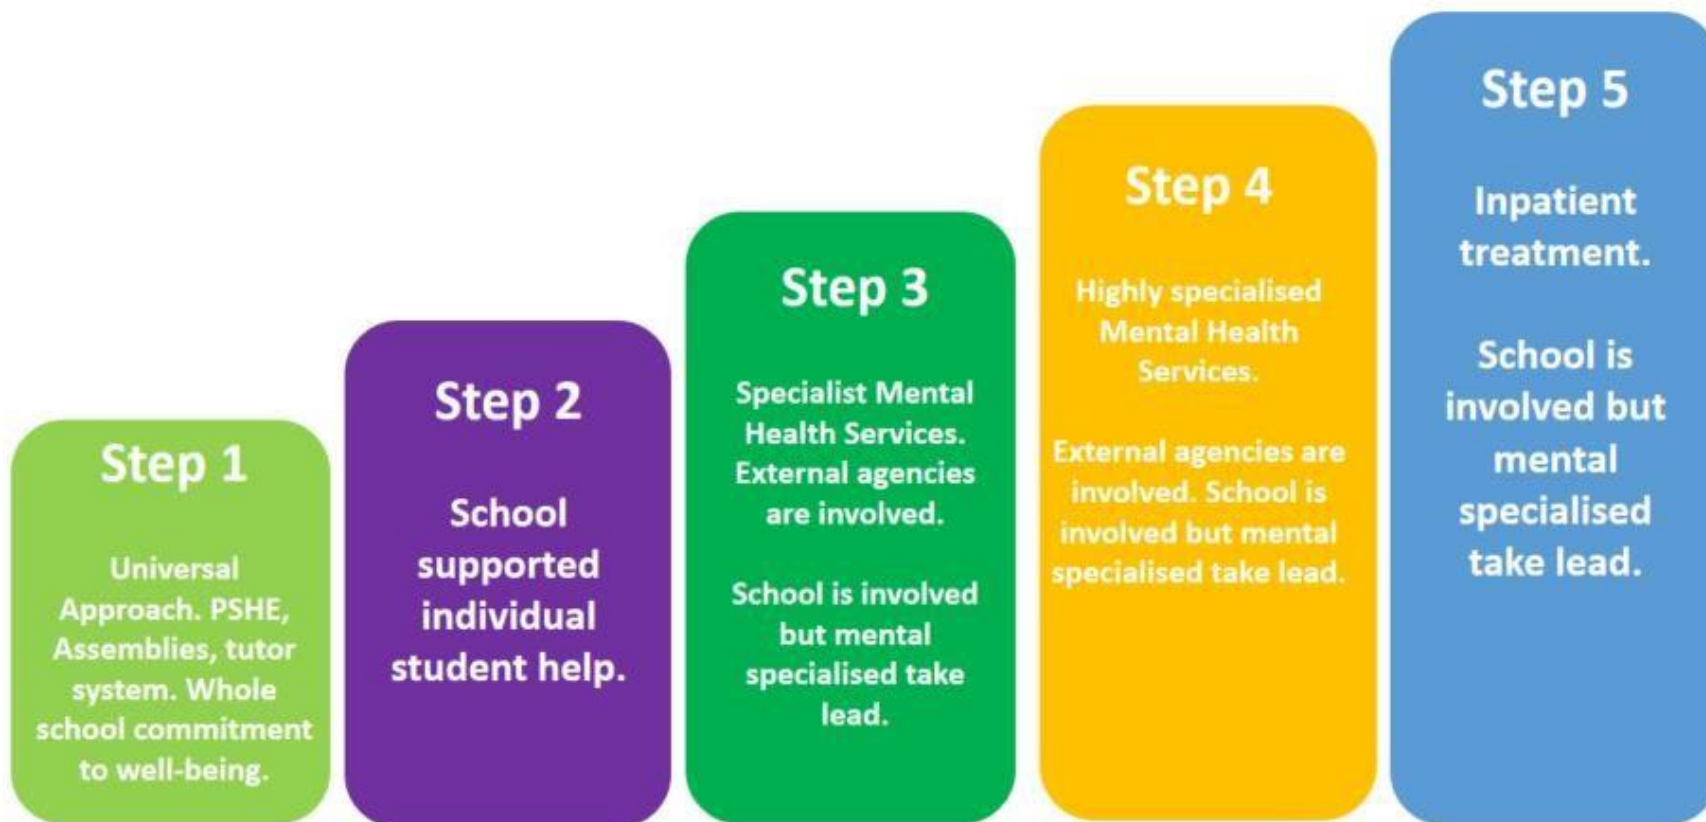 Step 1
Universal
Approach. PSHE,
Assemblies, tutor
system. Whole
school commitment
to well-being.
Step 2
School
supported
individual
student help.
Step 3
Specialist Mental
Health Services.
External agencies
are involved.
School is involved
but mental
specialised take
lead.
Step 4
Highly specialised
Mental Health
Services.
External agencies are
involved. School is
involved but mental
specialised take lead.
Step 5
Inpatient
treatment.
School is
involved but
mental
specialised
take lead.